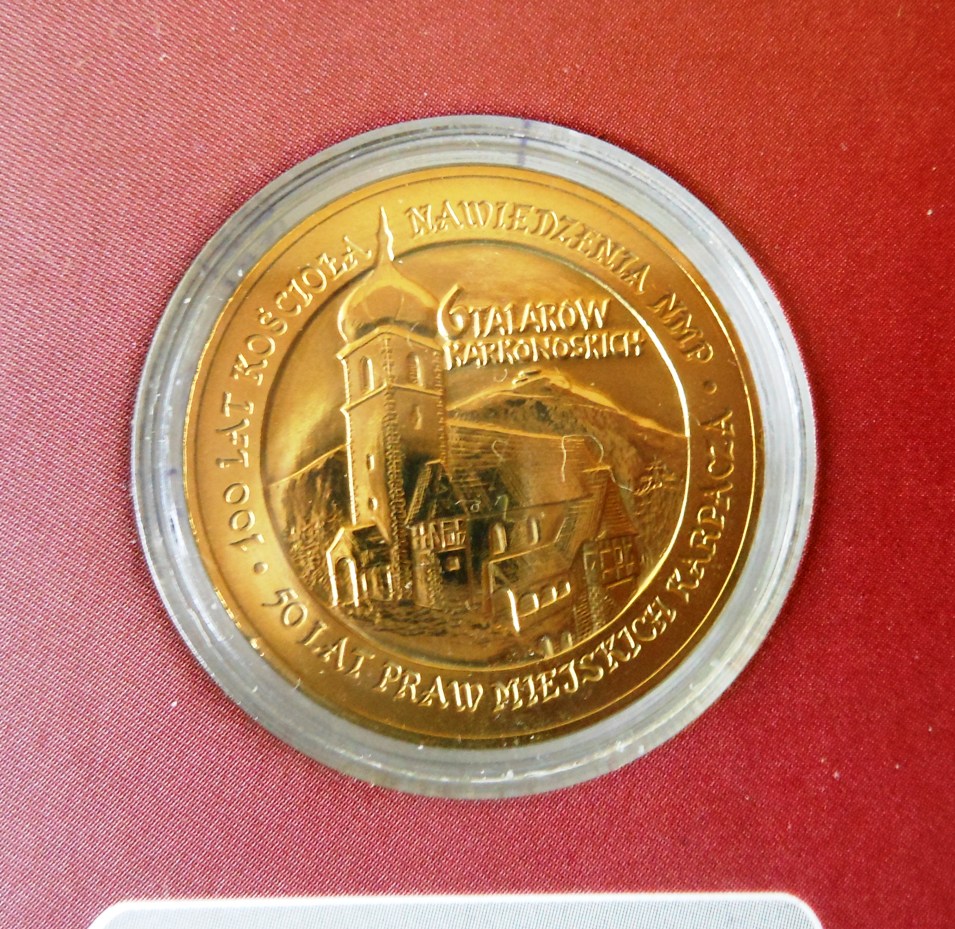 100 LAT KOŚCIOŁA NAWIEDZENIA NMP •
50 LAT PRAW MIEJSKICH KARPACZA •
6 TALARÓW
KARKONOSKICH